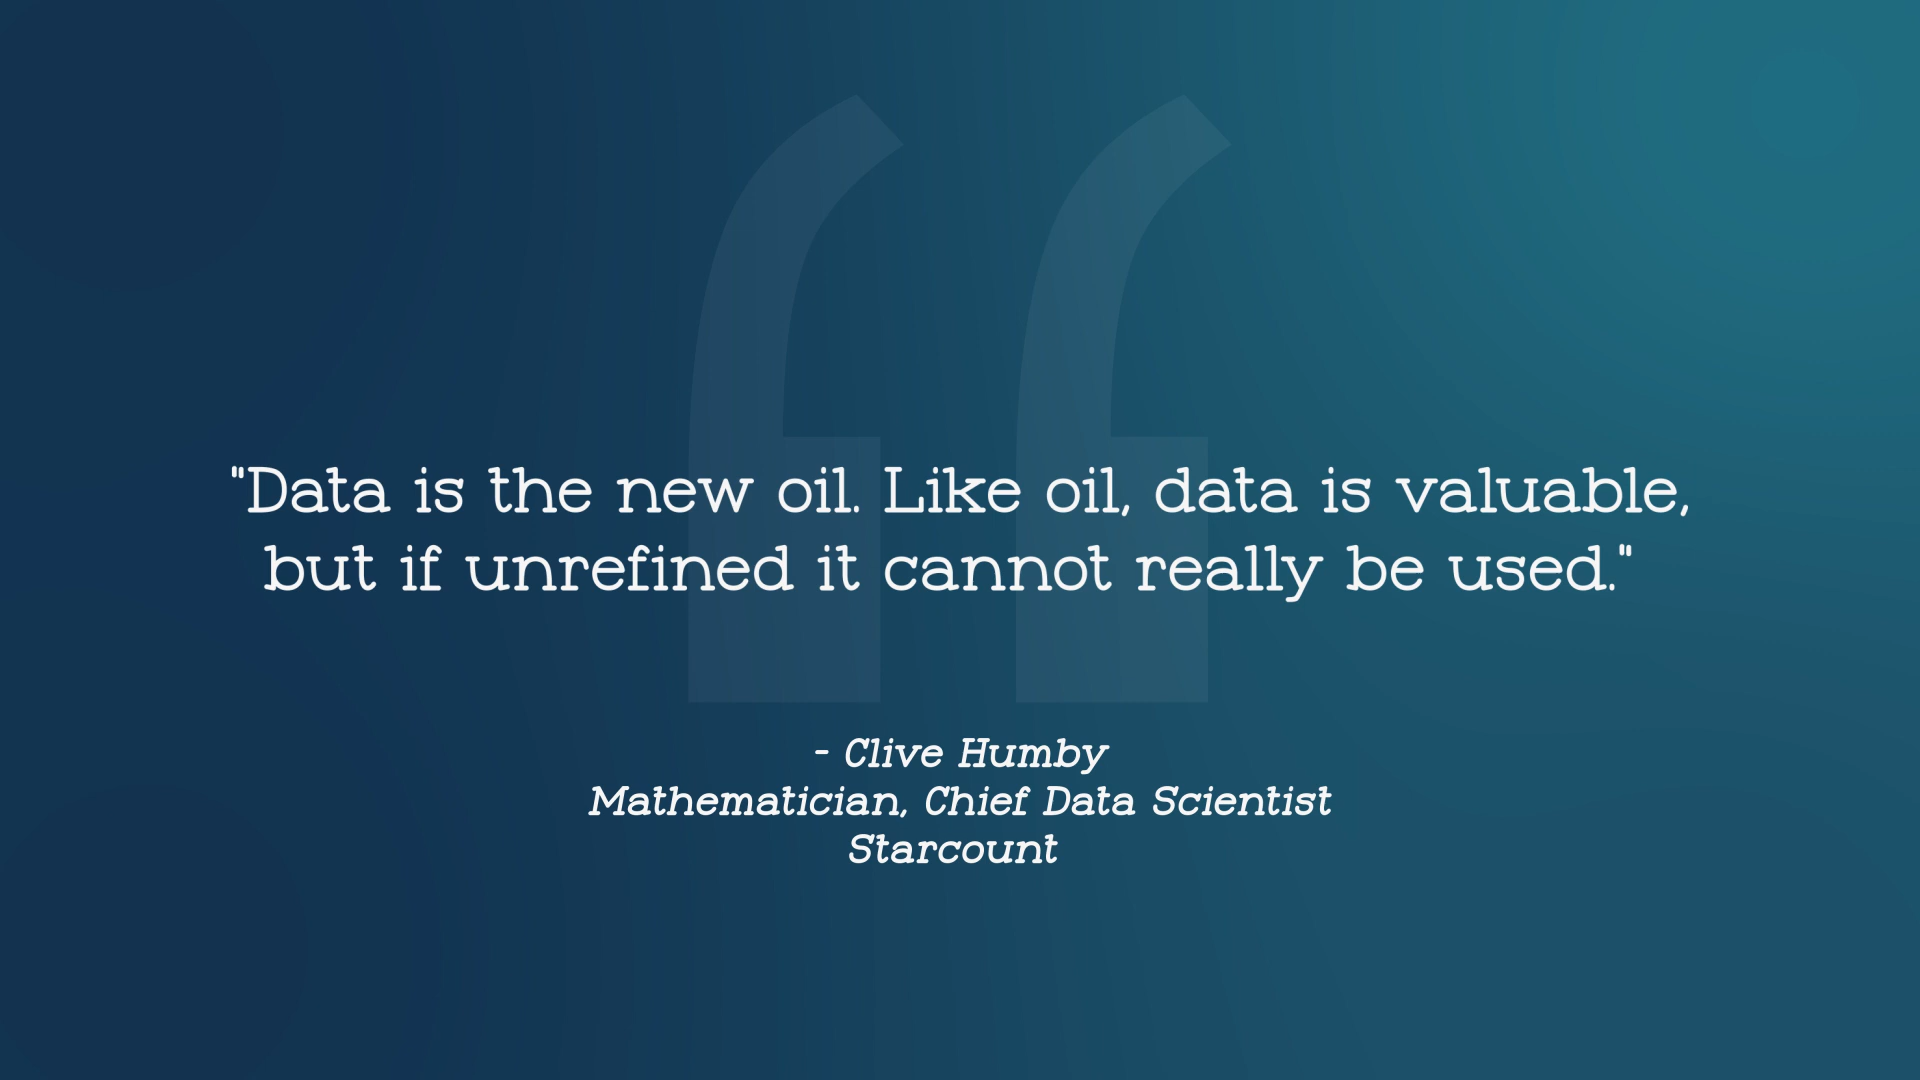 "Data is the new oil. Like oil, data is valuable,
but if unrefined it cannot really be used."
- Clive Humby
Mathematician, Chief Data Scientist
Starcount